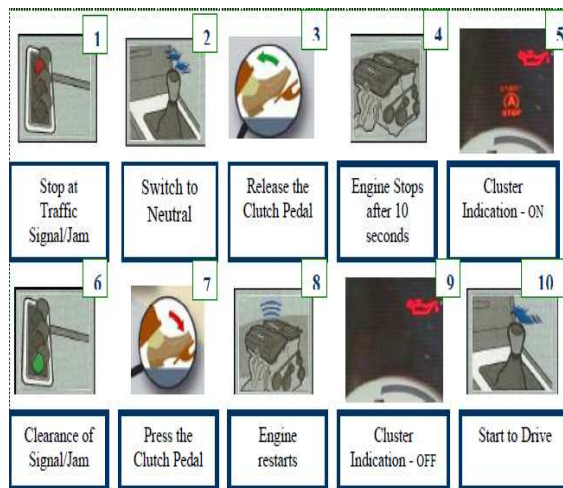 1
2
3
4
5
START
A
STOP
Stop at
Traffic
Signal/Jam
Switch to
Neutral
Release the
Clutch Pedal
Engine Stops
after 10
seconds
Cluster
Indication - ON
6
7
8
9
10
Clearance of
Signal/Jam
Press the
Clutch Pedal
Engine
restarts
Cluster
Indication - OFF
Start to Drive